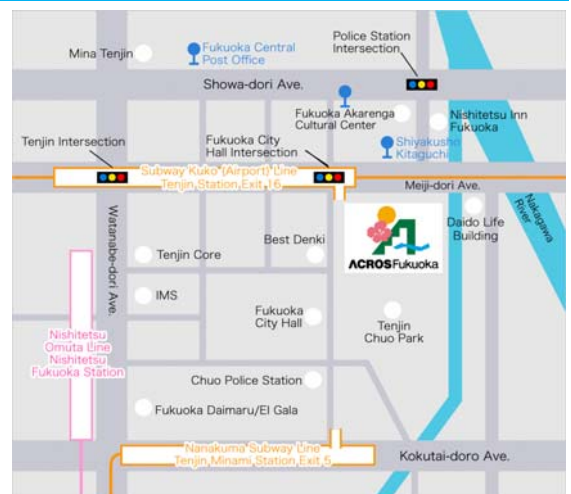 Police Station
Intersection
Mina Tenjin
Fukuoka Central
Post Office
Showa-dori Ave.
Fukuoka Akarenga
Cultural Center
Nishitetsu Inn
Fukuoka
Tenjin Intersection
Fukuoka City
Hall Intersection
Shiyakusho
Kitaguchi
Subway Kuko (Airport) Line
Tenjin Station Exit 16
Meiji-dori Ave.
Watanabe-dori Ave.
Nakagawa
River
Daido Life
Building
Best Denki
ACROS Fukuoka
Tenjin Core
IMS
Fukuoka
City Hall
Tenjin
Chuo Park
Nishitetsu
Omuta Line
Nishitetsu
Fukuoka Station
Chuo Police Station
Fukuoka Daimaru/El Gala
Nanakuma Subway Line
Tenjin Minami Station Exit 5
Kokutai-doro Ave.